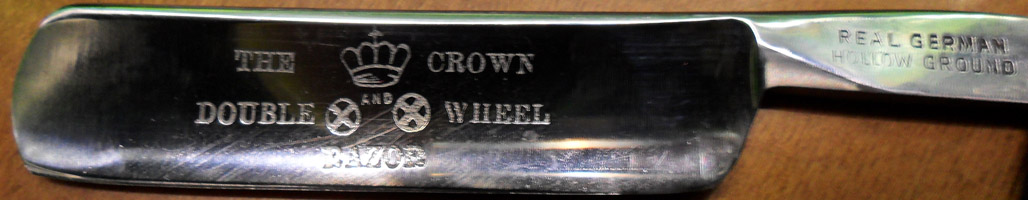 THE CROWN
DOUBLE AND WHEEL
RAZOR
REAL GERMAN
HOLLOW GROUND